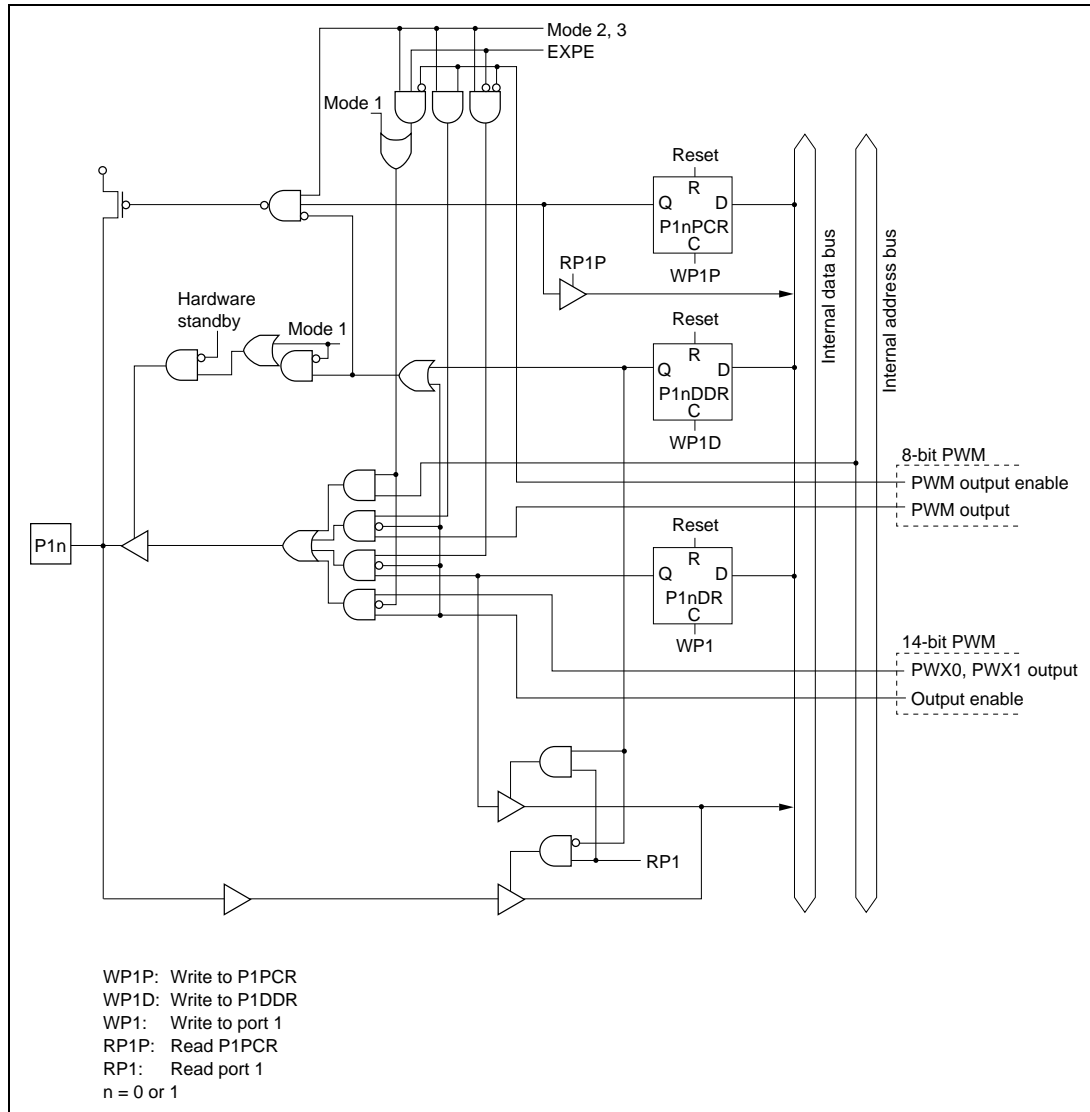 Mode 2, 3
EXPE
Mode 1
Reset
R
Q D
P1nPCR
C
WP1P
RP1P
Hardware
standby
Mode 1
Reset
R
Q D
P1nDDR
C
WP1D
Internal data bus
Internal address bus
8-bit PWM
PWM output enable
PWM output
Reset
R
Q D
P1nDR
C
WP1
P1n
14-bit PWM
PWX0, PWX1 output
Output enable
RP1
WP1P: Write to P1PCR
WP1D: Write to P1DDR
WP1: Write to port 1
RP1P: Read P1PCR
RP1: Read port 1
n = 0 or 1